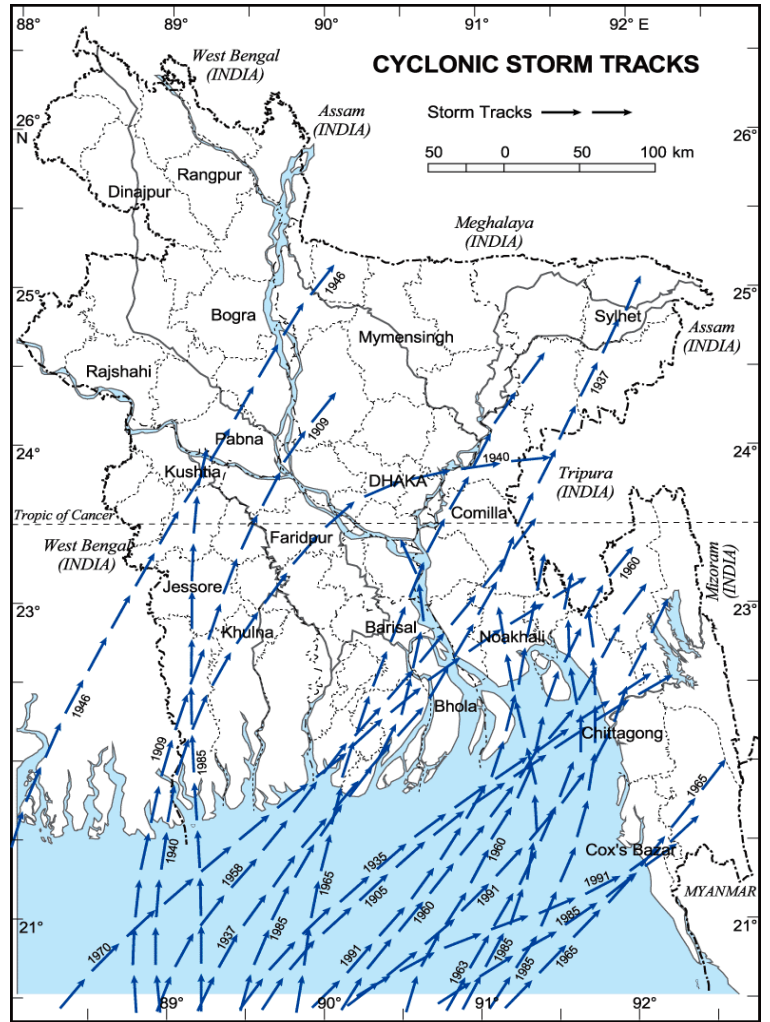 88°
89°
90°
91°
92° E
West Bengal
(INDIA)
CYCLONIC STORM TRACKS
Storm Tracks
50
0
50
100 km
Assam
(INDIA)
26°
N
26°
Rangpur
Dinajpur
Meghalaya
(INDIA)
1946
25°
25°
Bogra
Sylhet
Assam
(INDIA)
Mymensingh
Rajshahi
1937
1909
Pabna
24°
24°
Kushtia
1940
DHAKA
Tripura
(INDIA)
Comilla
Tropic of Cancer
West Bengal
(INDIA)
Faridpur
Mizoram
(INDIA)
1960
Jessore
23°
23°
Khulna
Barisal
Noakhali
1946
Bhola
Chittagong
1909
1985
1965
1940
1958
1935
1960
Cox's Bazar
1965
1905
1991
1991
MYANMAR
21°
21°
1937
1985
1960
1985
1970
1991
1963
1985
1985
1965
89°
90°
91°
92°